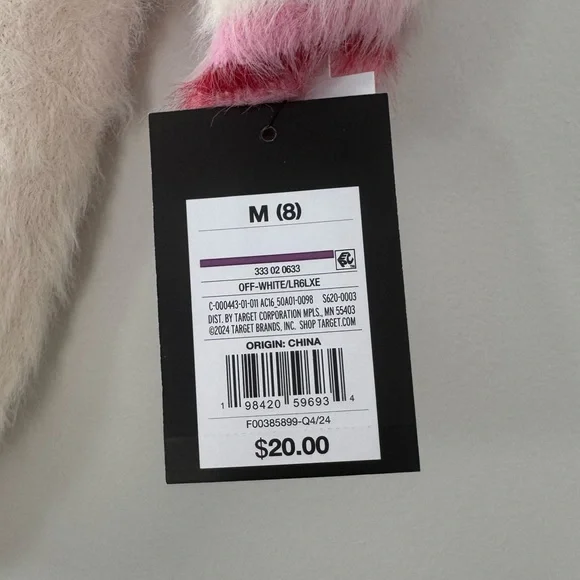 M (8)
333 02 0633
OFF-WHITE/LR6LXE
C-000443-01-011 AC16_50A01-0098 S620-0003
DIST. BY TARGET CORPORATION MPLS., MN 55403
©2024 TARGET BRANDS, INC. SHOP TARGET.COM
ORIGIN: CHINA
1 98420 59693 4
F00385899-Q4/24
$20.00